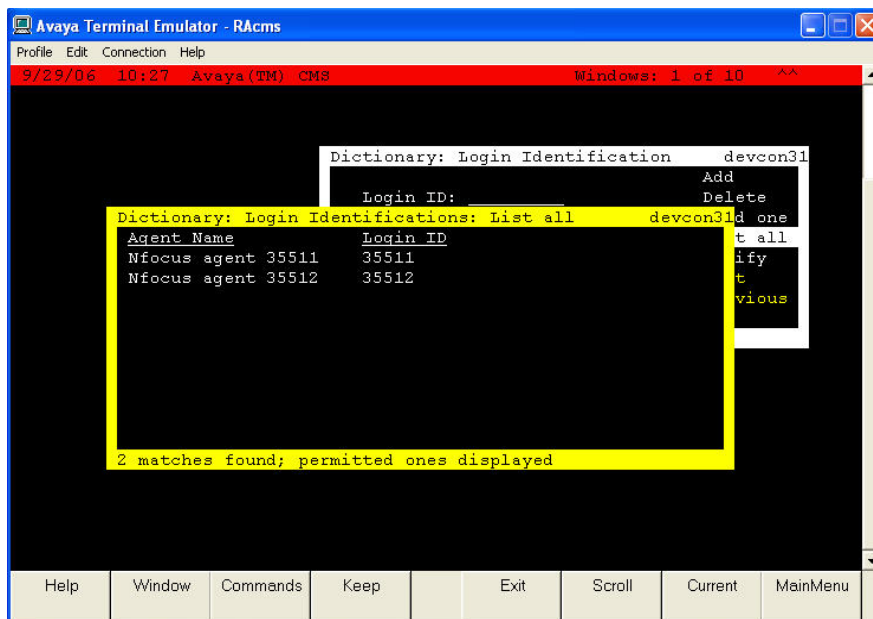 Avaya Terminal Emulator - RAcms
Profile Edit Connection Help
9/29/06 10:27 Avaya(TM) CMS Windows: 1 of 10 ^^
Dictionary: Login Identification devcon31
Add
Login ID: Delete
Dictionary: Login Identifications: List all devcon31d one
Agent Name Login ID t all
Nfocus agent 35511 35511 ify
Nfocus agent 35512 35512 t
vious
2 matches found; permitted ones displayed
Help Window Commands Keep Exit Scroll Current MainMenu